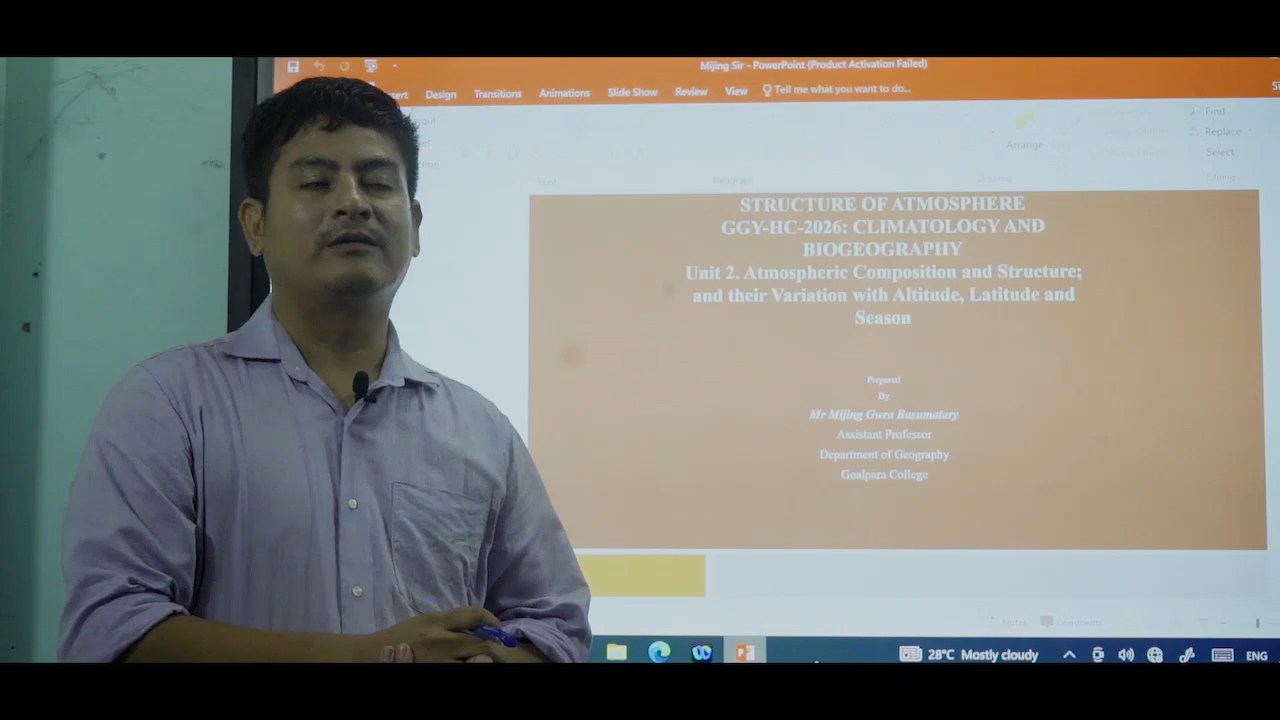 Mijing Sir - PowerPoint (Product Activation Failed)
Design Transitions Animations Slide Show Review View Tell me what you want to do...
Find
Replace
Arrange
Select
Editing
STRUCTURE OF ATMOSPHERE
GGY-HC-2026: CLIMATOLOGY AND
BIOGEOGRAPHY
Unit 2. Atmospheric Composition and Structure;
and their Variation with Altitude, Latitude and
Season
Prepared
By
Mr Mijing Gwra Basumatary
Assistant Professor
Department of Geography
Goalpara College
28°C Mostly cloudy
ENG